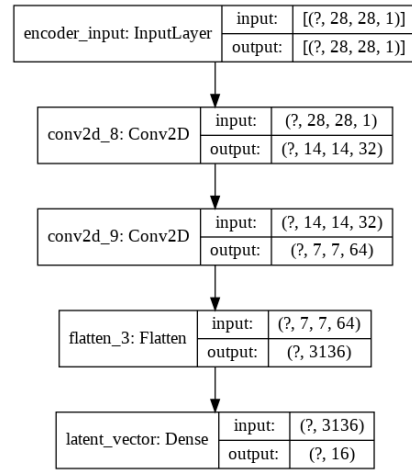 encoder_input: InputLayer
input: [(?, 28, 28, 1)]
output: [(?, 28, 28, 1)]
conv2d_8: Conv2D
input: (?, 28, 28, 1)
output: (?, 14, 14, 32)
conv2d_9: Conv2D
input: (?, 14, 14, 32)
output: (?, 7, 7, 64)
flatten_3: Flatten
input: (?, 7, 7, 64)
output: (?, 3136)
latent_vector: Dense
input: (?, 3136)
output: (?, 16)